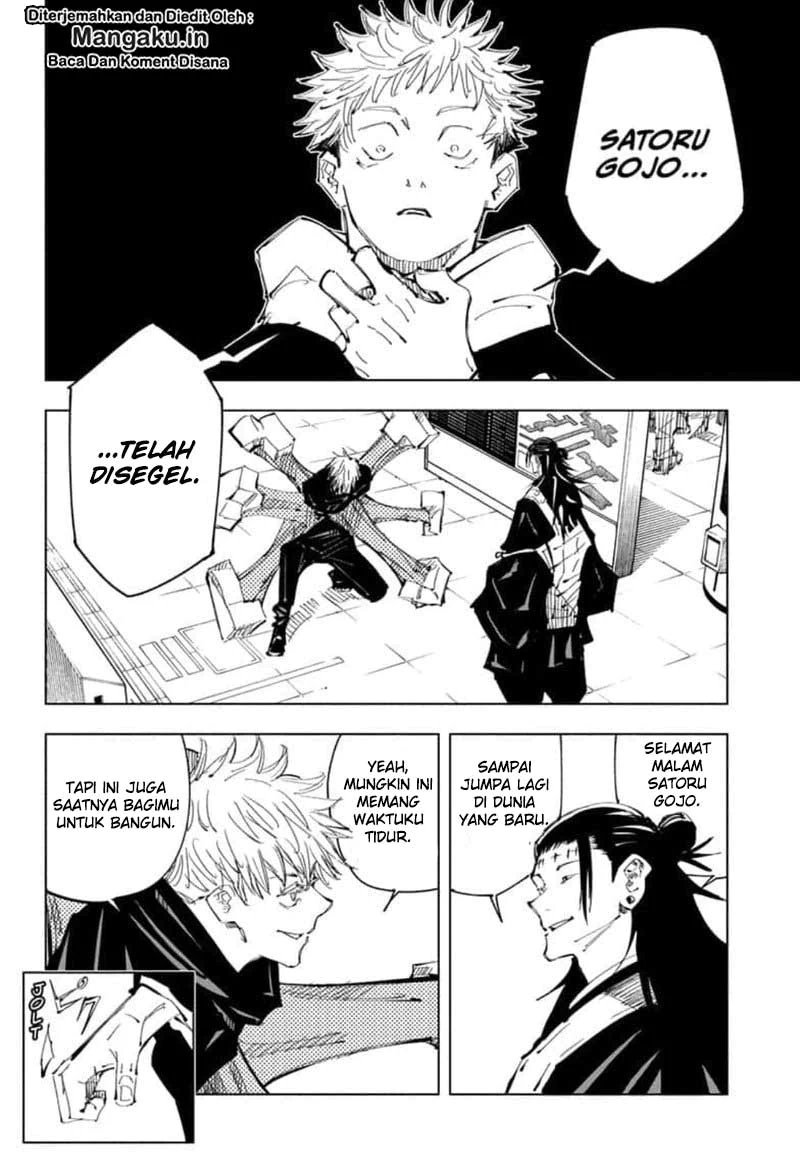 Diterjemahkan dan Diedit Oleh :
Mangaku.in
Baca Dan Koment Disana
SATORU
GOJO...
...TELAH
DISEGEL.
SELAMAT
MALAM
SATORU
GOJO.
SAMPAI
JUMPA LAGI
DI DUNIA
YANG BARU.
YEAH,
MUNGKIN INI
MEMANG
WAKTUKU
TIDUR.
TAPI INI JUGA
SAATNYA BAGIMU
UNTUK BANGUN.
JOLT